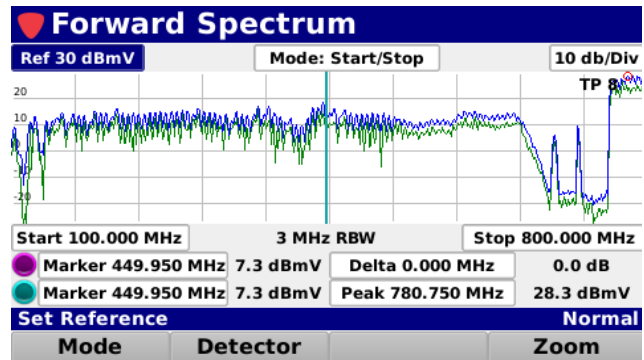 Forward Spectrum
Ref 30 dBmV Mode: Start/Stop 10 db/Div
TP 8
20
10
0
-10
-20
Start 100.000 MHz 3 MHz RBW Stop 800.000 MHz
Marker 449.950 MHz 7.3 dBmV Delta 0.000 MHz 0.0 dB
Marker 449.950 MHz 7.3 dBmV Peak 780.750 MHz 28.3 dBmV
Set Reference Normal
Mode Detector Zoom